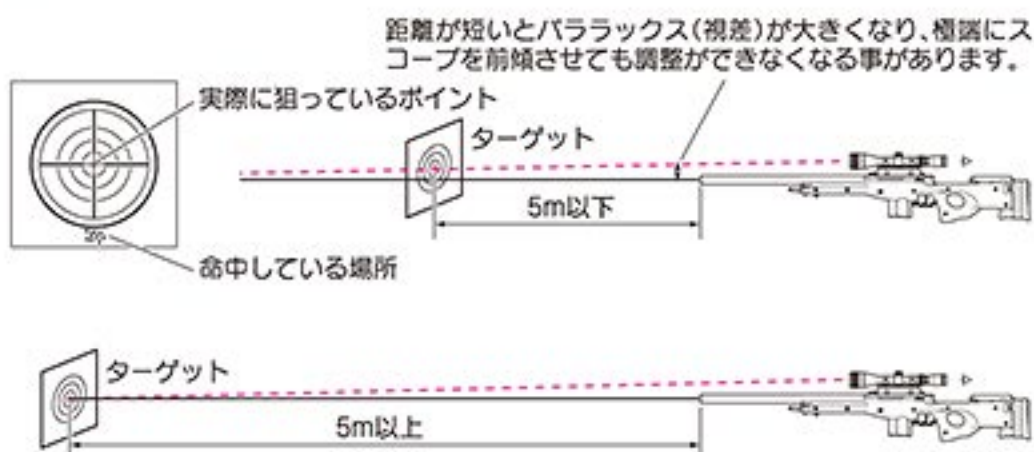 距離が短いとパララックス(視差)が大きくなり、極端にス
コープを前傾させても調整ができなくなる事があります。
実際に狙っているポイント
ターゲット
5m以下
命中している場所
ターゲット
5m以上